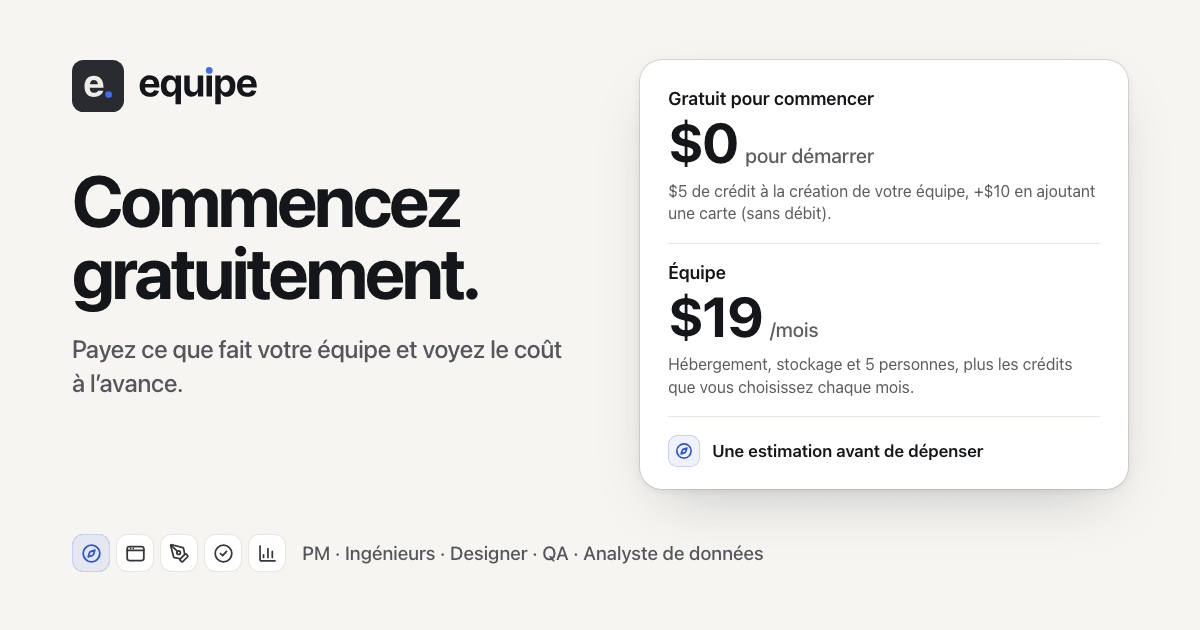 e.
equipe
Commencez
gratuitement.
Payez ce que fait votre équipe et voyez le coût
à l’avance.
Gratuit pour commencer
$0 pour démarrer
$5 de crédit à la création de votre équipe, +$10 en ajoutant
une carte (sans débit).
Équipe
$19 /mois
Hébergement, stockage et 5 personnes, plus les crédits
que vous choisissez chaque mois.
Une estimation avant de dépenser
PM · Ingénieurs · Designer · QA · Analyste de données